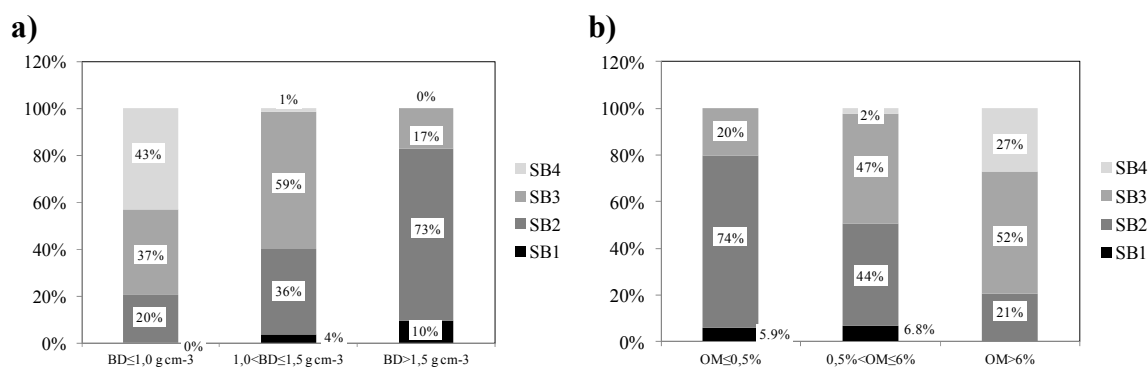 a)
120%
100%
80%
60%
40%
20%
0%
43%
37%
20%
0%
1%
59%
36%
4%
0%
17%
73%
10%
BD≤1,0 g cm-3
1,0<BD≤1,5 g cm-3
BD>1,5 g cm-3
SB4
SB3
SB2
SB1
b)
120%
100%
80%
60%
40%
20%
0%
20%
74%
5.9%
2%
47%
44%
6.8%
27%
52%
21%
OM≤0,5%
0,5%<OM≤6%
OM>6%
SB4
SB3
SB2
SB1